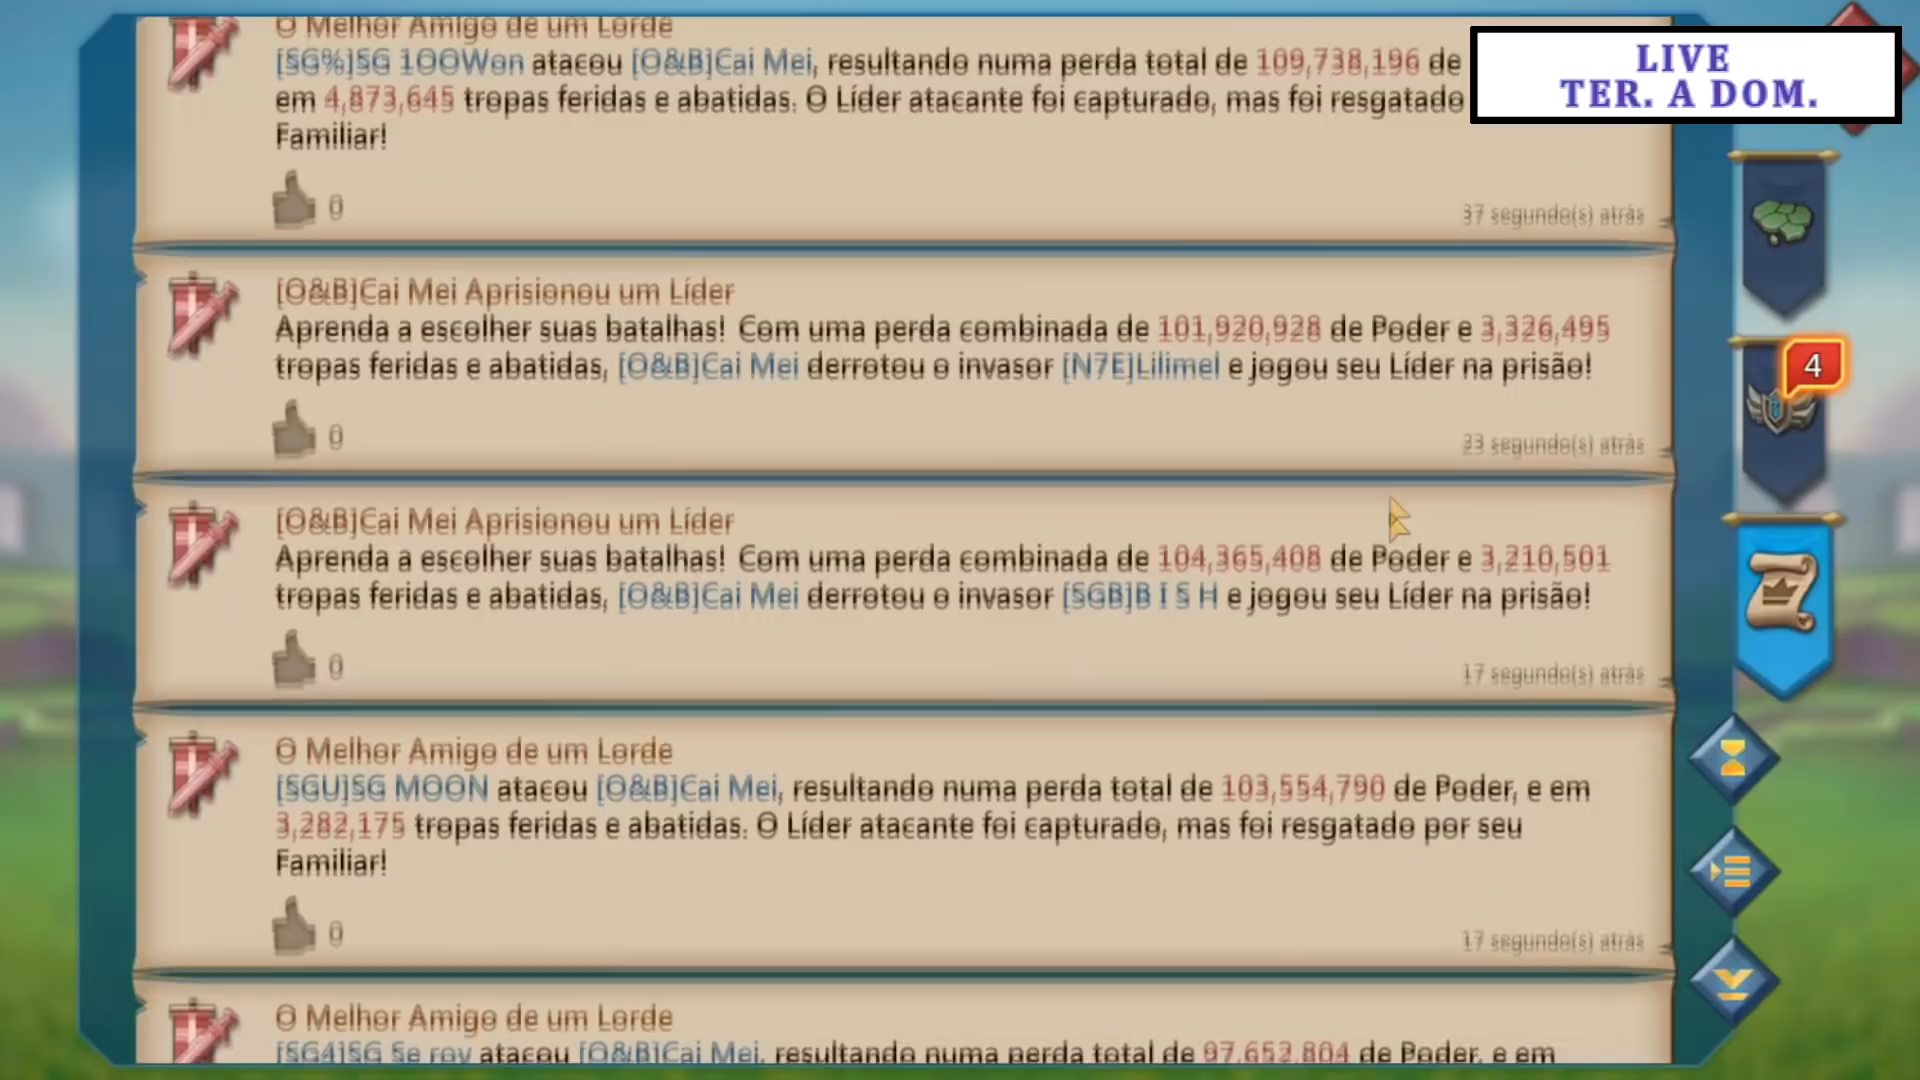 O Melhor Amigo de um Lorde
[SG%]SG 1OOWon atacou [O&B]Cai Mei, resultando numa perda total de 109,738,196 de
em 4,873,645 tropas feridas e abatidas. O Líder atacante foi capturado, mas foi resgatado
Familiar!
0
37 segundo(s) atrás
LIVE
TER. A DOM.
[O&B]Cai Mei Aprisionou um Líder
Aprenda a escolher suas batalhas! Com uma perda combinada de 101,920,928 de Poder e 3,326,495
tropas feridas e abatidas, [O&B]Cai Mei derrotou o invasor [N7E]Lilimel e jogou seu Líder na prisão!
0
23 segundo(s) atrás
4
[O&B]Cai Mei Aprisionou um Líder
Aprenda a escolher suas batalhas! Com uma perda combinada de 104,365,408 de Poder e 3,210,501
tropas feridas e abatidas, [O&B]Cai Mei derrotou o invasor [SGB]B I S H e jogou seu Líder na prisão!
0
17 segundo(s) atrás
O Melhor Amigo de um Lorde
[SGU]SG MOON atacou [O&B]Cai Mei, resultando numa perda total de 103,554,790 de Poder, e em
3,282,175 tropas feridas e abatidas. O Líder atacante foi capturado, mas foi resgatado por seu
Familiar!
0
17 segundo(s) atrás
O Melhor Amigo de um Lorde
[SG4]SG Se roy atacou [O&B]Cai Mei, resultando numa perda total de 97,652,804 de Poder, e em